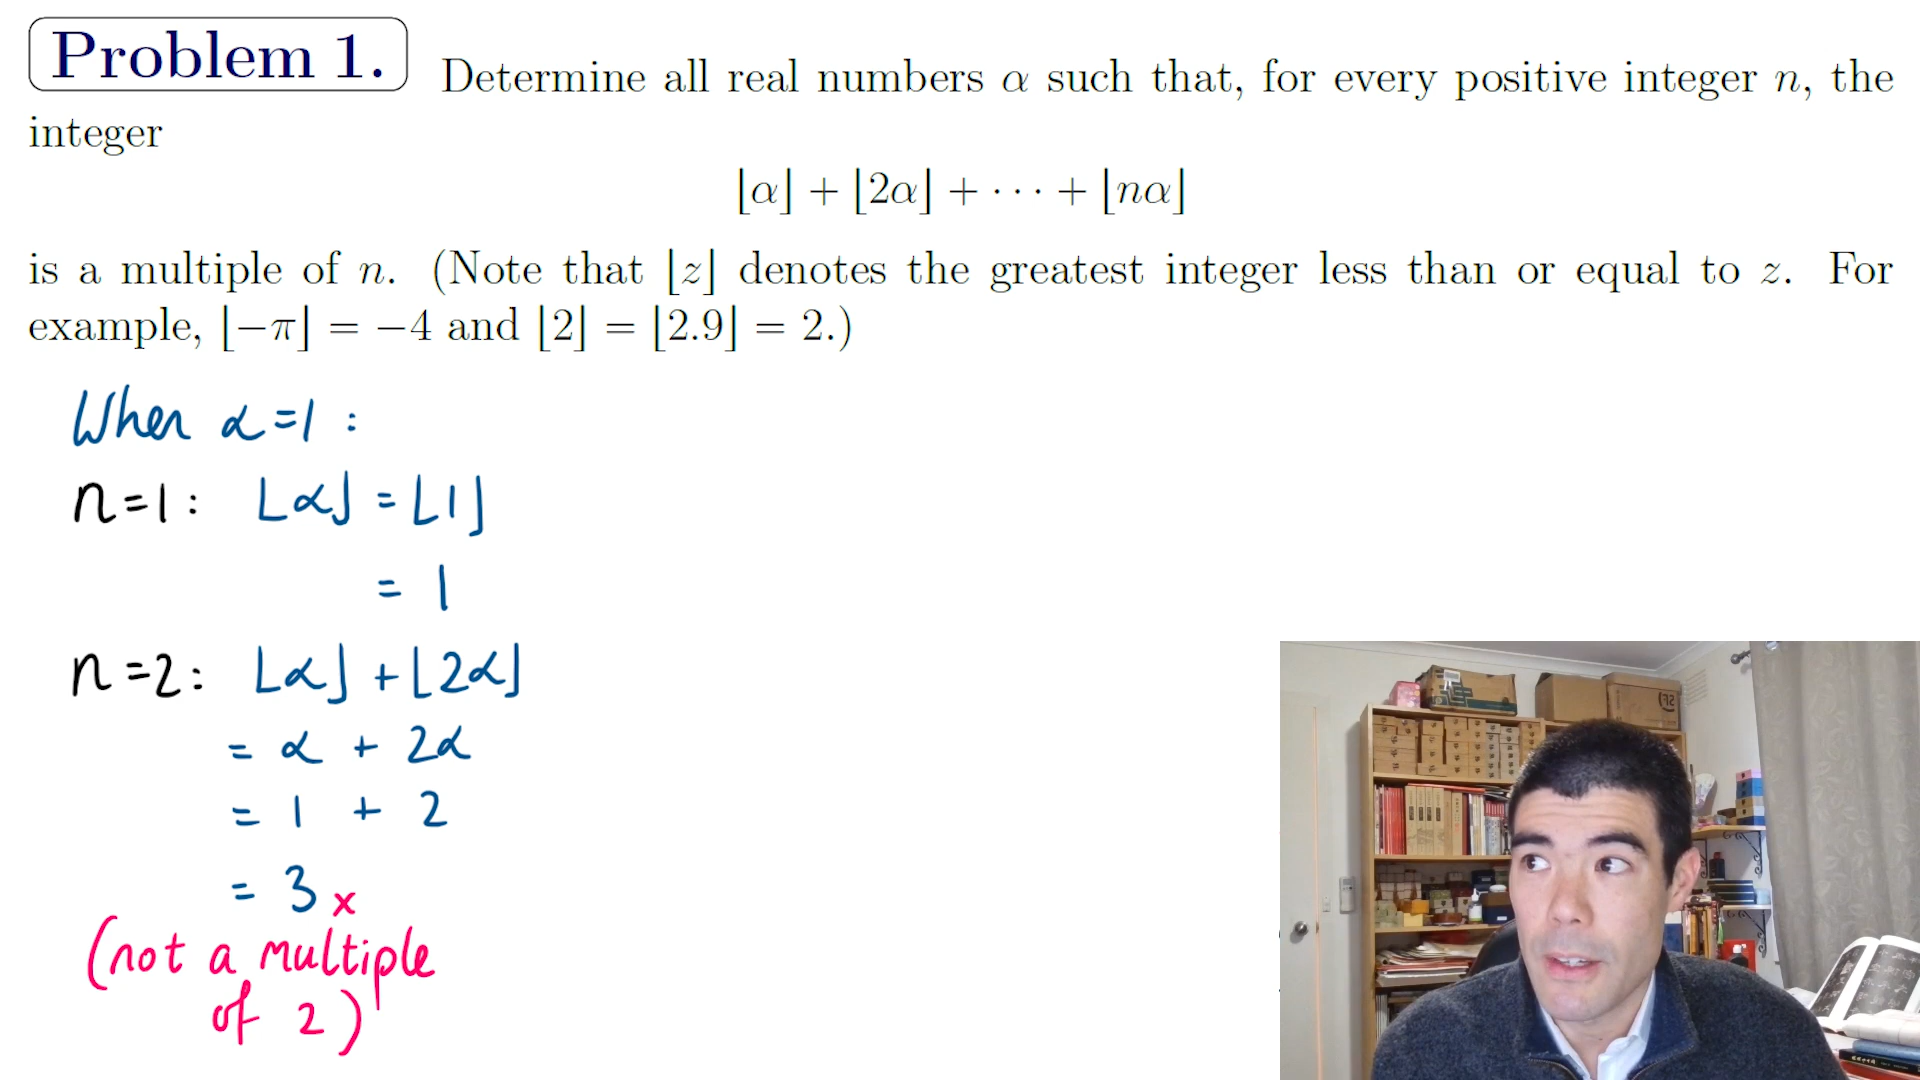 Problem 1. Determine all real numbers α such that, for every positive integer n, the
integer
⌊α⌋ + ⌊2α⌋ + · · · + ⌊nα⌋
is a multiple of n. (Note that ⌊z⌋ denotes the greatest integer less than or equal to z. For
example, ⌊−π⌋ = −4 and ⌊2⌋ = ⌊2.9⌋ = 2.)
When α=1 :
n=1 : ⌊α⌋ = ⌊1⌋
= 1
n=2 : ⌊α⌋ + ⌊2α⌋
= α + 2α
= 1 + 2
= 3 x
(not a multiple
of 2)